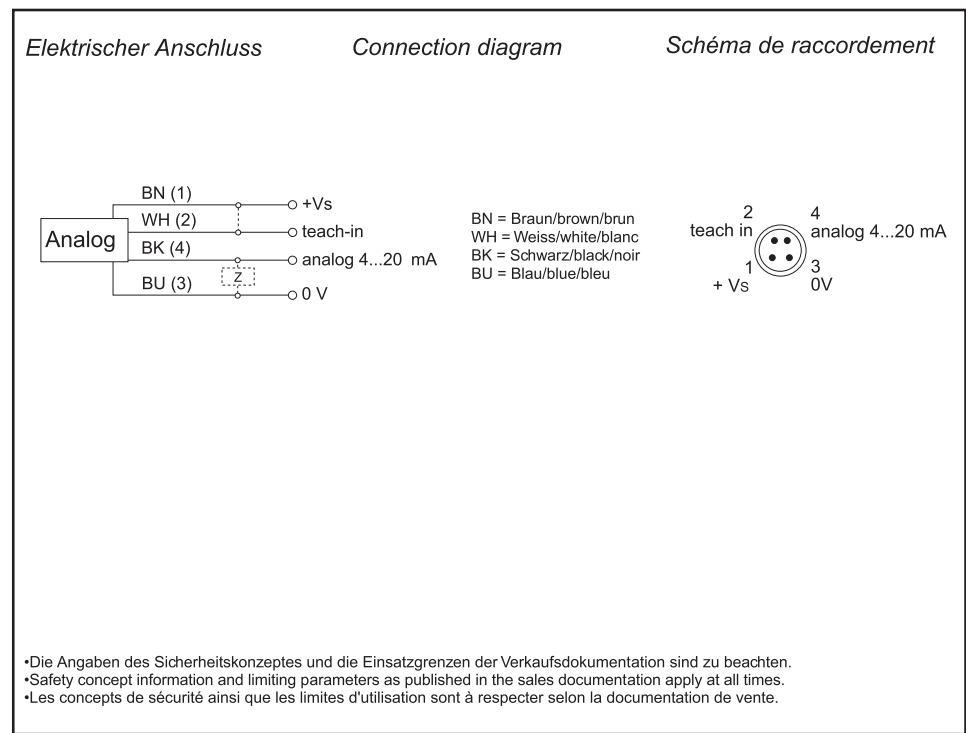 Elektrischer Anschluss
Connection diagram
Schéma de raccordement
BN (1)
+Vs
WH (2)
teach-in
Analog
BK (4)
analog 4...20 mA
Z
BU (3)
0 V
BN = Braun/brown/brun
WH = Weiss/white/blanc
BK = Schwarz/black/noir
BU = Blau/blue/bleu
2
4
teach in
analog 4...20 mA
1
3
+ Vs
0V
•Die Angaben des Sicherheitskonzeptes und die Einsatzgrenzen der Verkaufsdokumentation sind zu beachten.
•Safety concept information and limiting parameters as published in the sales documentation apply at all times.
•Les concepts de sécurité ainsi que les limites d'utilisation sont à respecter selon la documentation de vente.